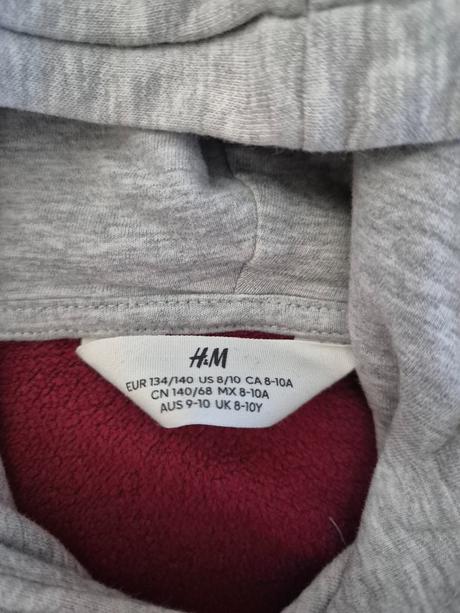 H&M
EUR 134/140 US 8/10 CA 8-10A
CN 140/68 MX 8-10A
AUS 9-10 UK 8-10Y